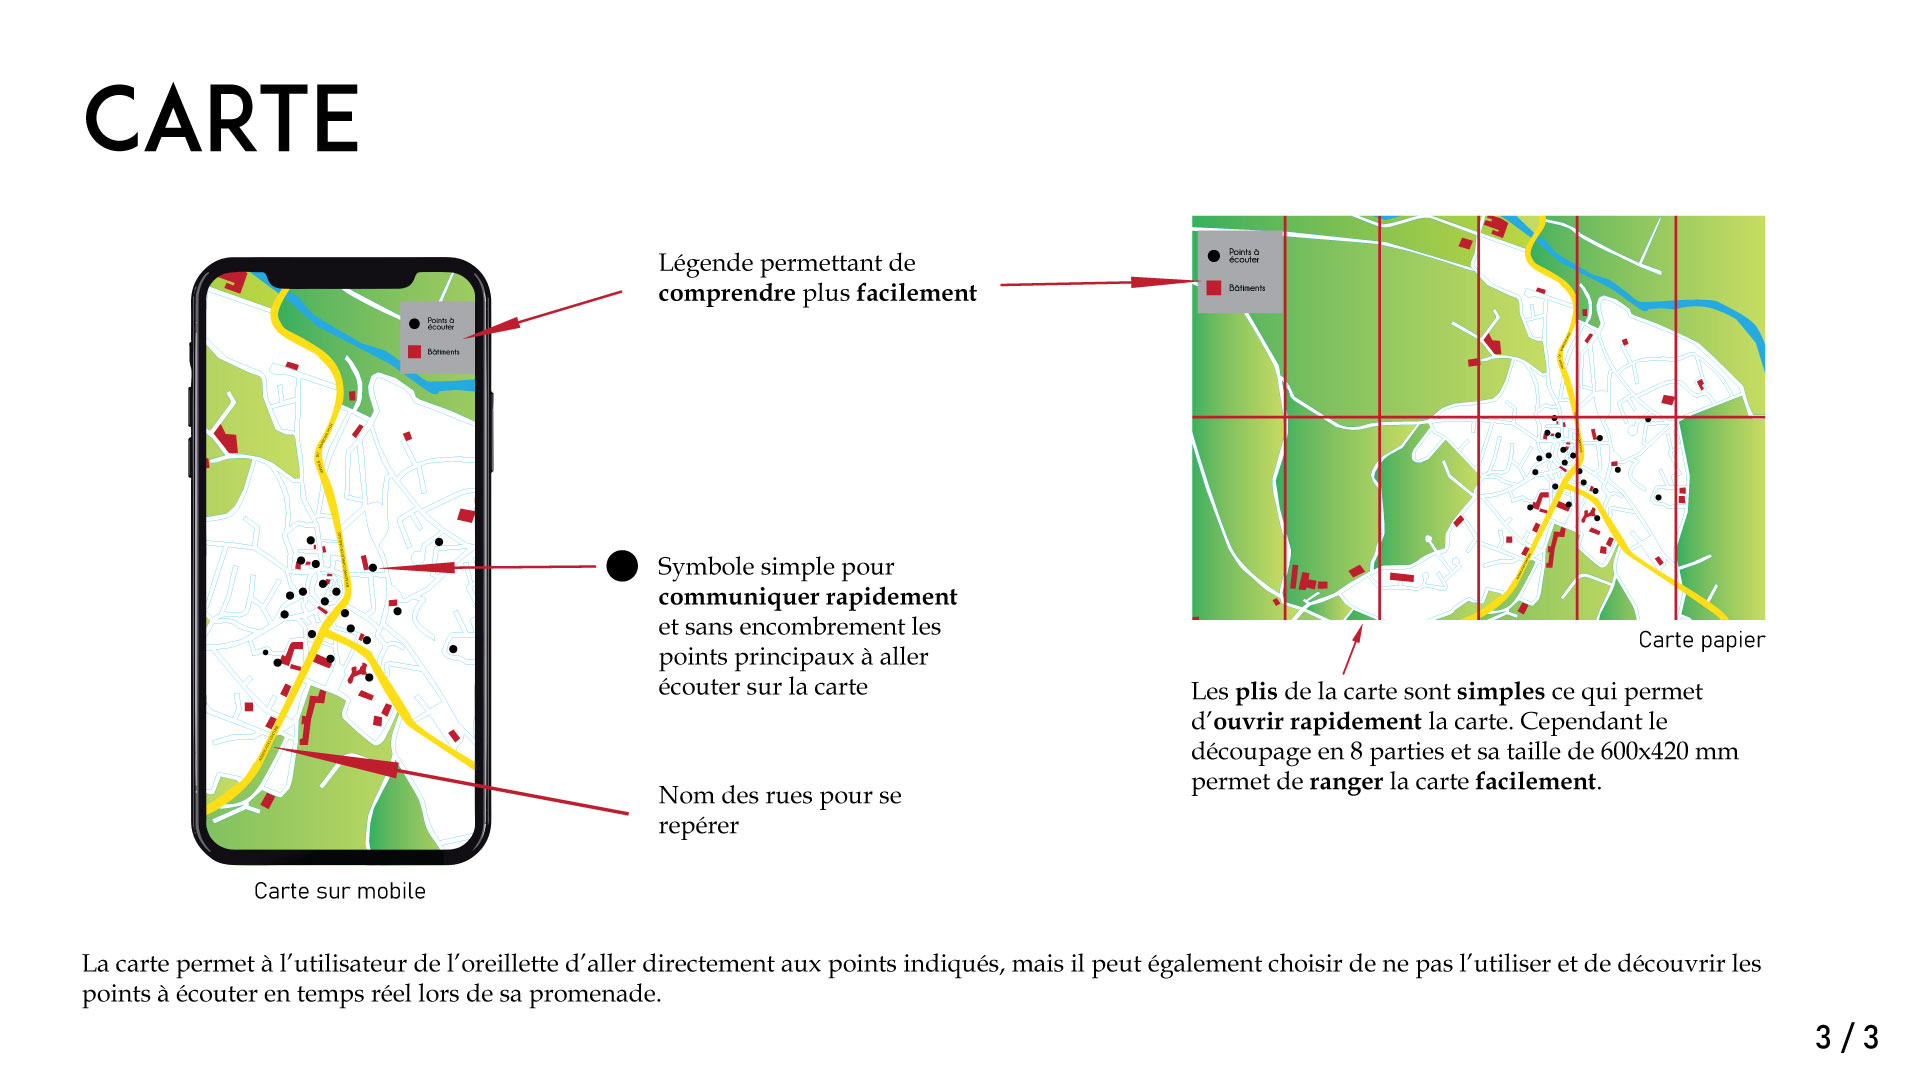 CARTE
Légende permettant de
comprendre plus facilement
Points à
écouter
Bâtiments
Points à
écouter
Bâtiments
Symbole simple pour
communiquer rapidement
et sans encombrement les
points principaux à aller
écouter sur la carte
Nom des rues pour se
repérer
Carte sur mobile
Carte papier
Les plis de la carte sont simples ce qui permet
d’ouvrir rapidement la carte. Cependant le
découpage en 8 parties et sa taille de 600x420 mm
permet de ranger la carte facilement.
La carte permet à l’utilisateur de l’oreillette d’aller directement aux points indiqués, mais il peut également choisir de ne pas l’utiliser et de découvrir les
points à écouter en temps réel lors de sa promenade.
3 / 3